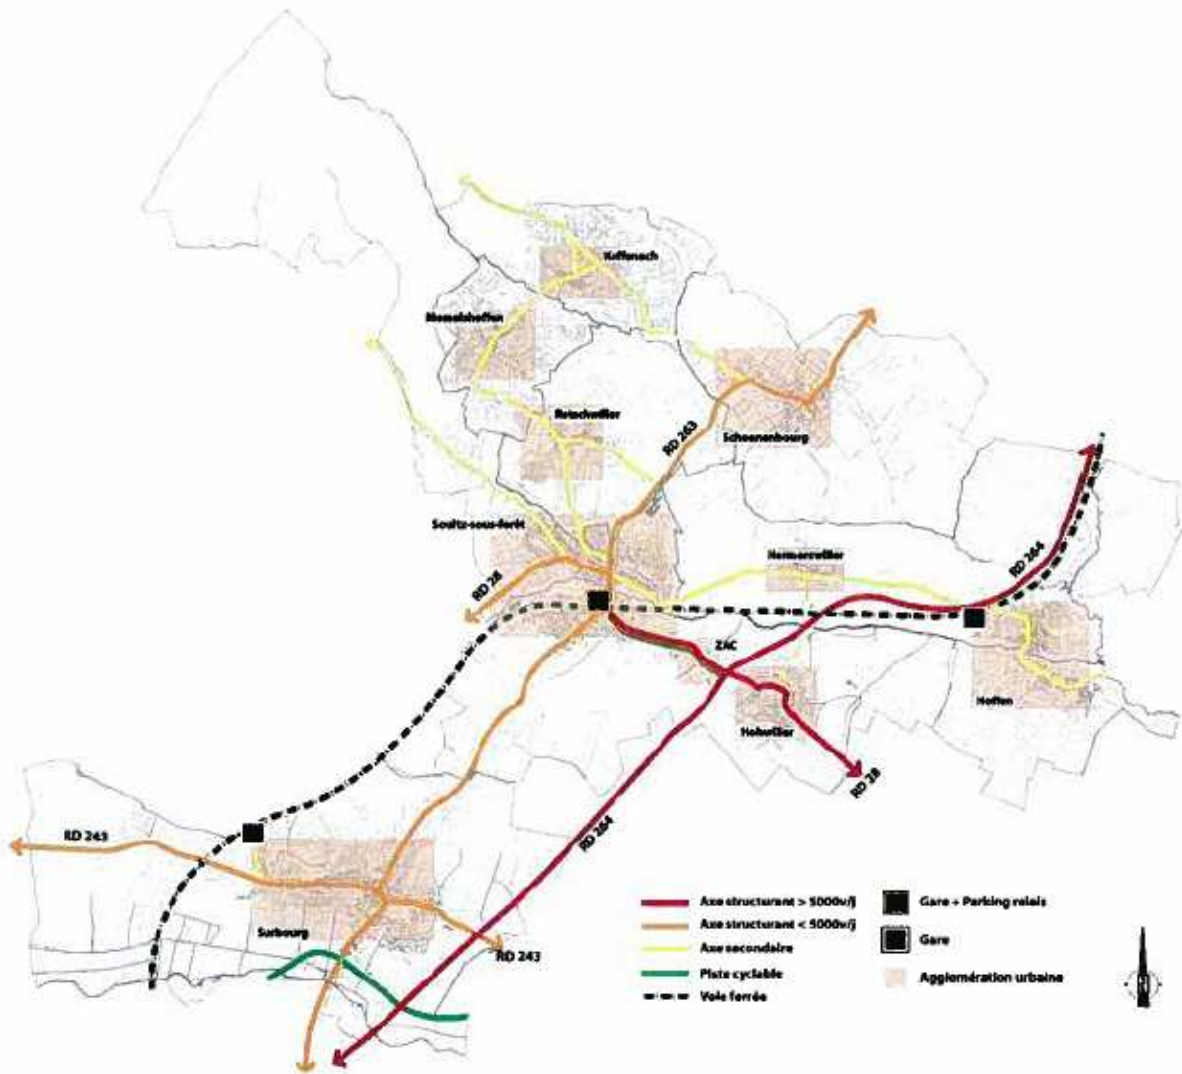 Keffenach
Memelshoffen
Retschwiller
RD 263
Schoenenbourg
Soultz-sous-forêt
RD 28
Hermerswiller
RD 264
ZAC
Hoffen
Hohwiller
RD 28
RD 243
RD 264
Surbourg
RD 243
Axe structurant > 5000v/j
Axe structurant < 5000v/j
Axe secondaire
Piste cyclable
Voie ferrée
Gare + Parking relais
Gare
Agglomération urbaine